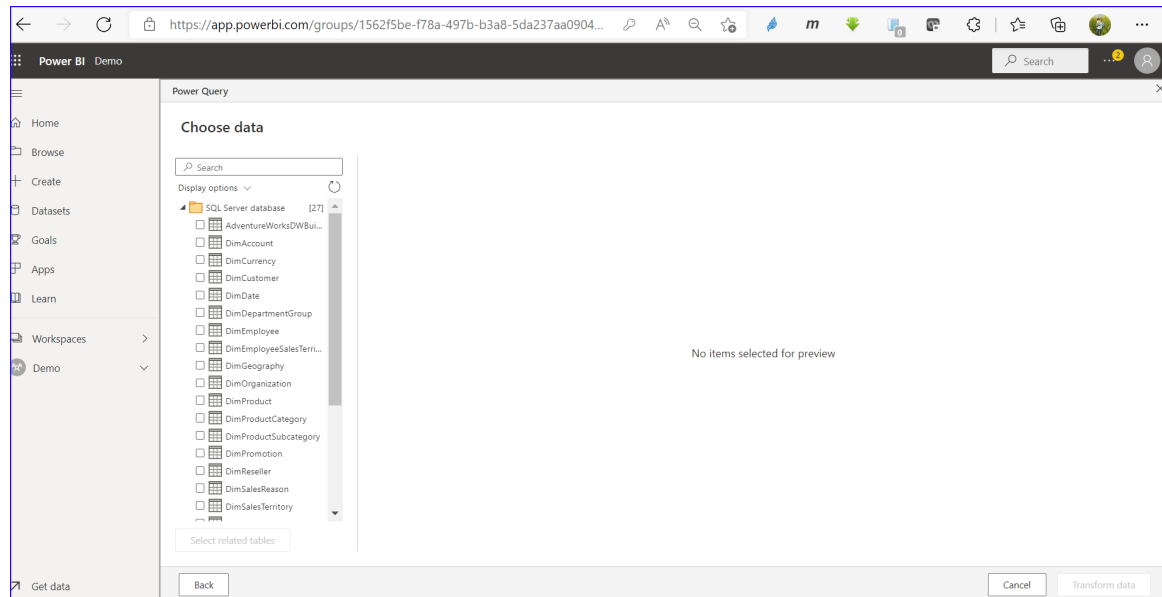 https://app.powerbi.com/groups/1562f5be-f78a-497b-b3a8-5da237aa0904...
m
0
Power BI Demo
Search
2
Power Query
Home
Browse
Create
Datasets
Goals
Apps
Learn
Workspaces
Demo
Get data
Choose data
Search
Display options
SQL Server database [27]
AdventureWorksDWBui...
DimAccount
DimCurrency
DimCustomer
DimDate
DimDepartmentGroup
DimEmployee
DimEmployeeSalesTerri...
DimGeography
DimOrganization
DimProduct
DimProductCategory
DimProductSubcategory
DimPromotion
DimReseller
DimSalesReason
DimSalesTerritory
Select related tables
No items selected for preview
Back
Cancel
Transform data